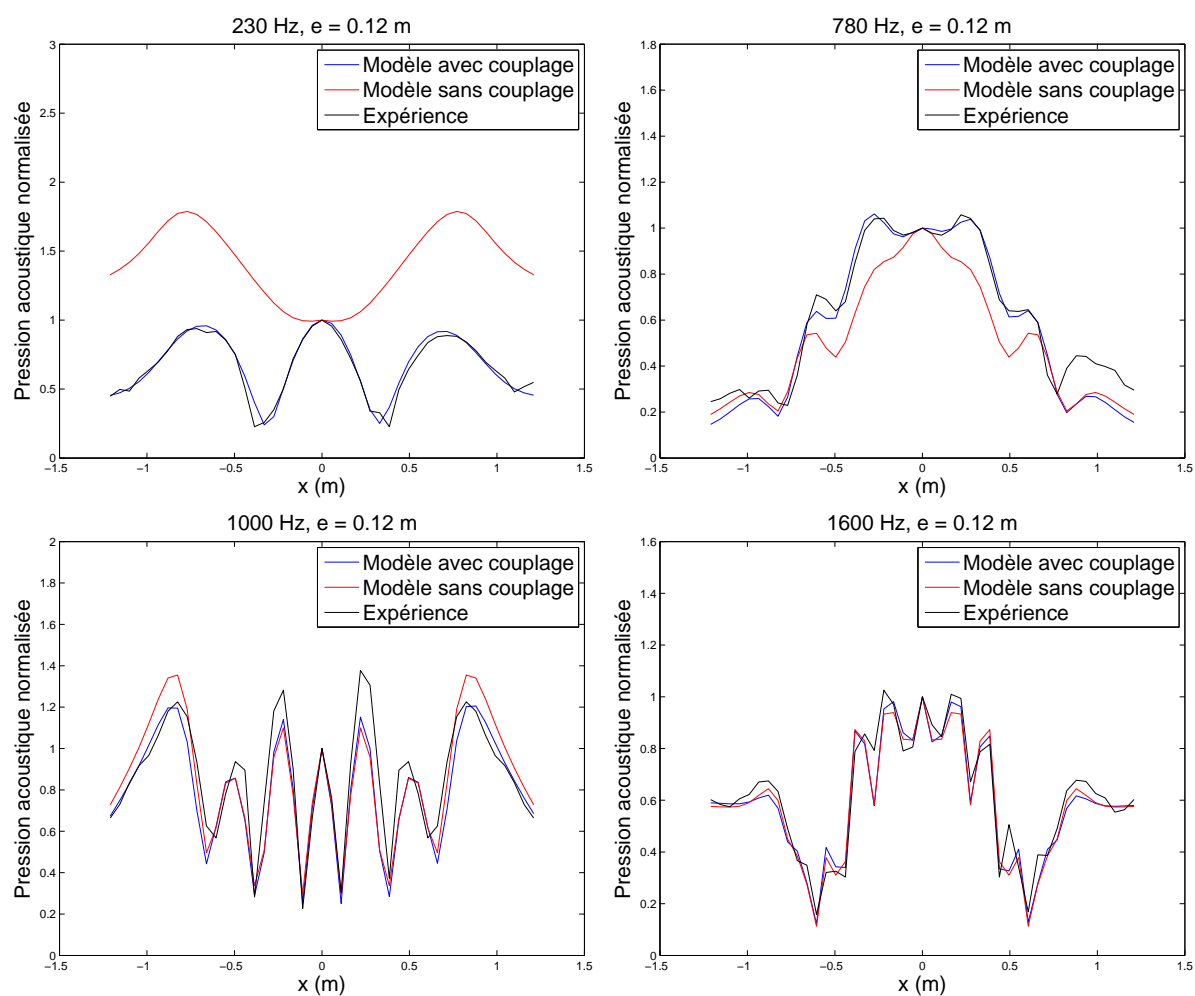 230 Hz, e = 0.12 m
Pression acoustique normalisée
3
2.5
2
1.5
1
0.5
0
Modèle avec couplage
Modèle sans couplage
Expérience
−1.5 −1 −0.5 0 0.5 1 1.5
x (m)
780 Hz, e = 0.12 m
Pression acoustique normalisée
1.8
1.6
1.4
1.2
1
0.8
0.6
0.4
0.2
0
Modèle avec couplage
Modèle sans couplage
Expérience
−1.5 −1 −0.5 0 0.5 1 1.5
x (m)
1000 Hz, e = 0.12 m
Pression acoustique normalisée
2
1.8
1.6
1.4
1.2
1
0.8
0.6
0.4
0.2
0
Modèle avec couplage
Modèle sans couplage
Expérience
−1.5 −1 −0.5 0 0.5 1 1.5
x (m)
1600 Hz, e = 0.12 m
Pression acoustique normalisée
1.6
1.4
1.2
1
0.8
0.6
0.4
0.2
0
Modèle avec couplage
Modèle sans couplage
Expérience
−1.5 −1 −0.5 0 0.5 1 1.5
x (m)